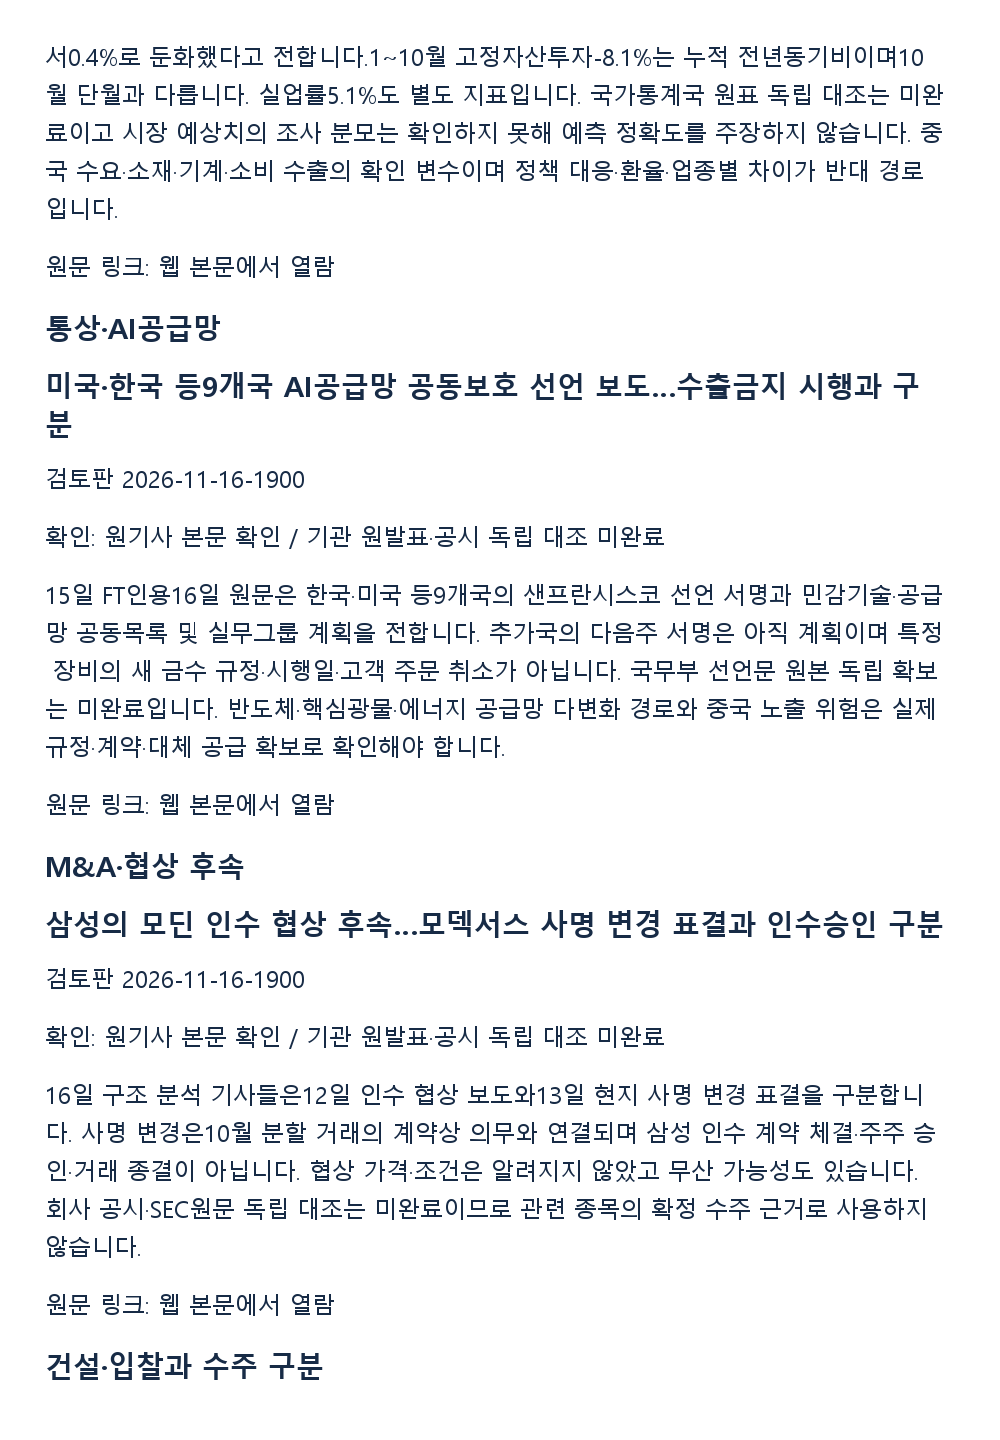 서0.4%로 둔화했다고 전합니다.1~10월 고정자산투자-8.1%는 누적 전년동기비이며10
월 단월과 다릅니다. 실업률5.1%도 별도 지표입니다. 국가통계국 원표 독립 대조는 미완
료이고 시장 예상치의 조사 분모는 확인하지 못해 예측 정확도를 주장하지 않습니다. 중
국 수요·소재·기계·소비 수출의 확인 변수이며 정책 대응·환율·업종별 차이가 반대 경로
입니다.
원문 링크: 웹 본문에서 열람
통상·AI공급망
미국·한국 등9개국 AI공급망 공동보호 선언 보도...수출금지 시행과 구
분
검토판 2026-11-16-1900
확인: 원기사 본문 확인 / 기관 원발표·공시 독립 대조 미완료
15일 FT인용16일 원문은 한국·미국 등9개국의 샌프란시스코 선언 서명과 민감기술·공급
망 공동목록 및 실무그룹 계획을 전합니다. 추가국의 다음주 서명은 아직 계획이며 특정
장비의 새 금수 규정·시행일·고객 주문 취소가 아닙니다. 국무부 선언문 원본 독립 확보
는 미완료입니다. 반도체·핵심광물·에너지 공급망 다변화 경로와 중국 노출 위험은 실제
규정·계약·대체 공급 확보로 확인해야 합니다.
원문 링크: 웹 본문에서 열람
M&A·협상 후속
삼성의 모딘 인수 협상 후속...모덱서스 사명 변경 표결과 인수승인 구분
검토판 2026-11-16-1900
확인: 원기사 본문 확인 / 기관 원발표·공시 독립 대조 미완료
16일 구조 분석 기사들은12일 인수 협상 보도와13일 현지 사명 변경 표결을 구분합니
다. 사명 변경은10월 분할 거래의 계약상 의무와 연결되며 삼성 인수 계약 체결·주주 승
인·거래 종결이 아닙니다. 협상 가격·조건은 알려지지 않았고 무산 가능성도 있습니다.
회사 공시·SEC원문 독립 대조는 미완료이므로 관련 종목의 확정 수주 근거로 사용하지
않습니다.
원문 링크: 웹 본문에서 열람
건설·입찰과 수주 구분